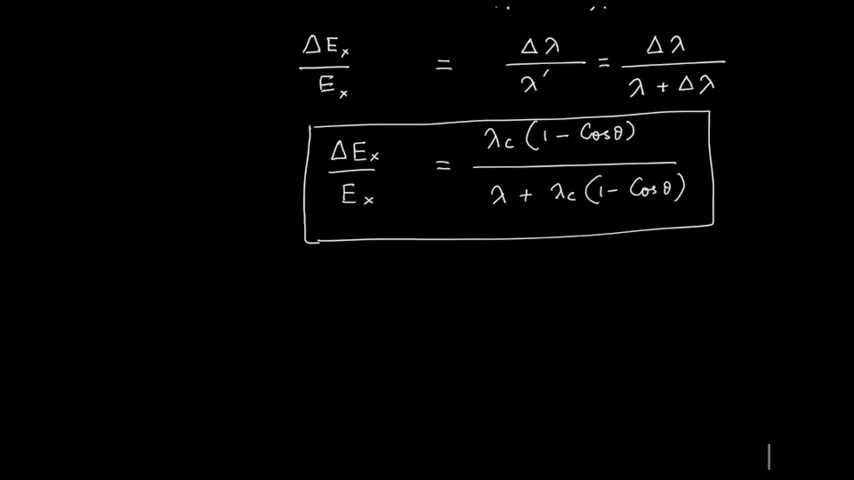 ΔEₓ/Eₓ = Δλ/λ′ = Δλ/(λ + Δλ)
ΔEₓ/Eₓ = λc (1 − Cosθ)/(λ + λc (1 − Cosθ))